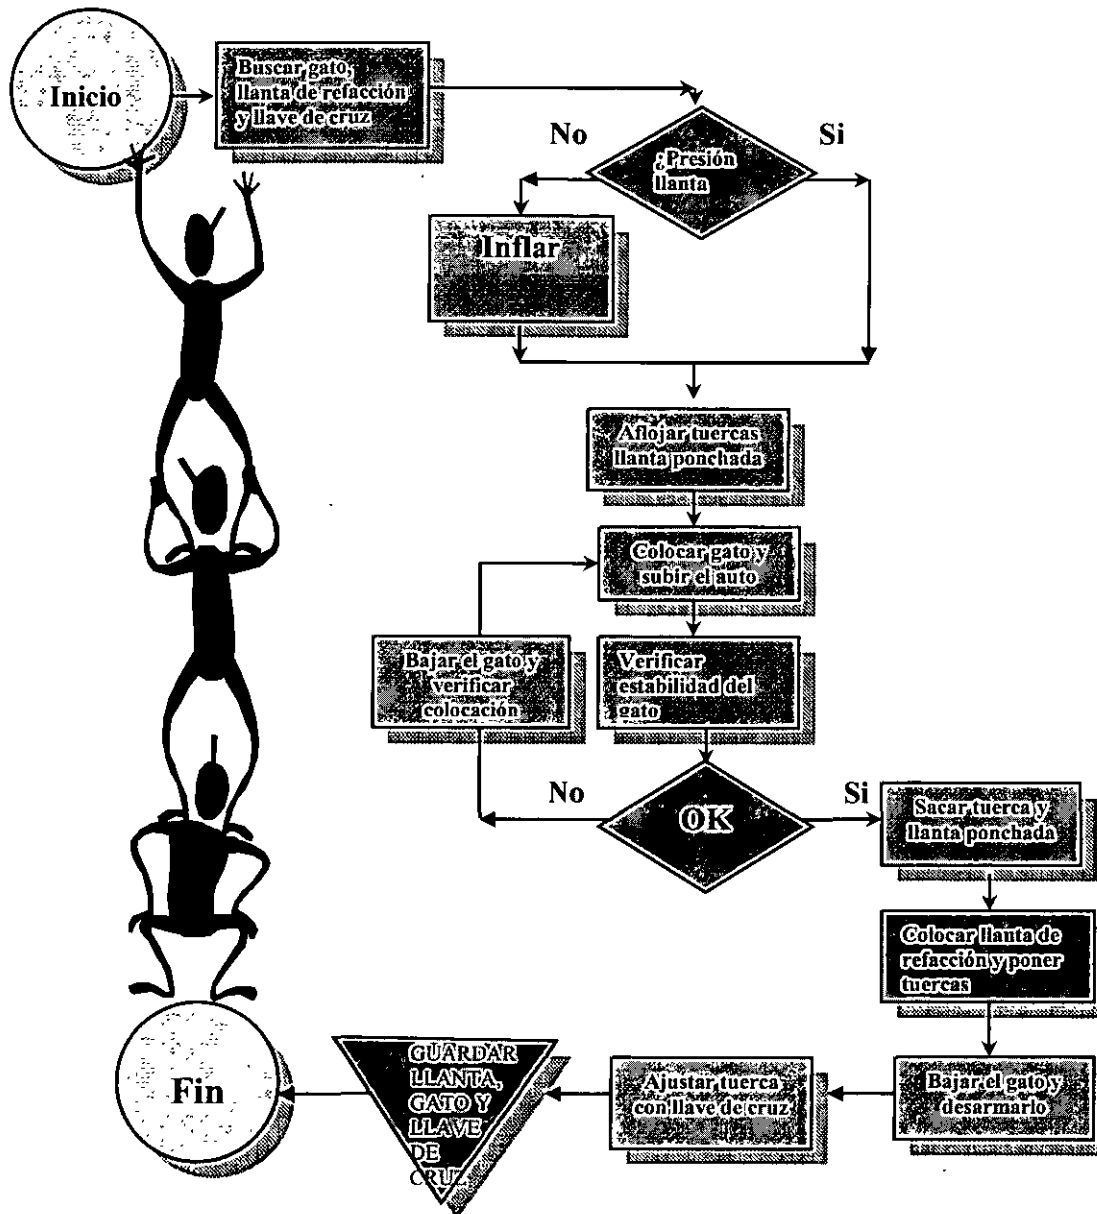 Inicio
Buscar gato,
llanta de refacción
y llave de cruz
No
Si
¿Presión
llanta
Inflar
Aflojar tuercas
llanta ponchada
Colocar gato y
subir el auto
Bajar el gato y
verificar
colocación
Verificar
estabilidad del
gato
No
OK
Si
Sacar tuerca y
llanta ponchada
Colocar llanta de
refacción y poner
tuercas
Bajar el gato y
desarmarlo
Ajustar tuerca
con llave de cruz
GUARDAR
LLANTA,
GATO Y
LLAVE
DE
CRUZ
Fin